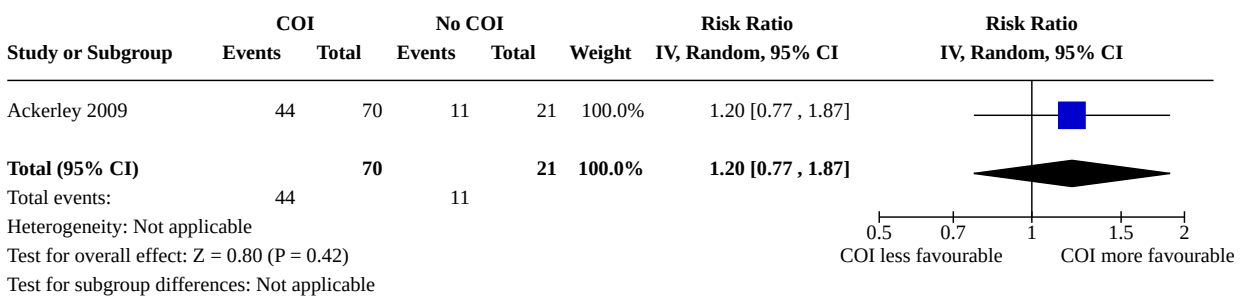 COI No COI Risk Ratio Risk Ratio
Study or Subgroup Events Total Events Total Weight IV, Random, 95% CI IV, Random, 95% CI
Ackerley 2009 44 70 11 21 100.0% 1.20 [0.77 , 1.87]
Total (95% CI) 70 21 100.0% 1.20 [0.77 , 1.87]
Total events: 44 11
Heterogeneity: Not applicable
0.5 0.7 1 1.5 2
Test for overall effect: Z = 0.80 (P = 0.42) COI less favourable COI more favourable
Test for subgroup differences: Not applicable